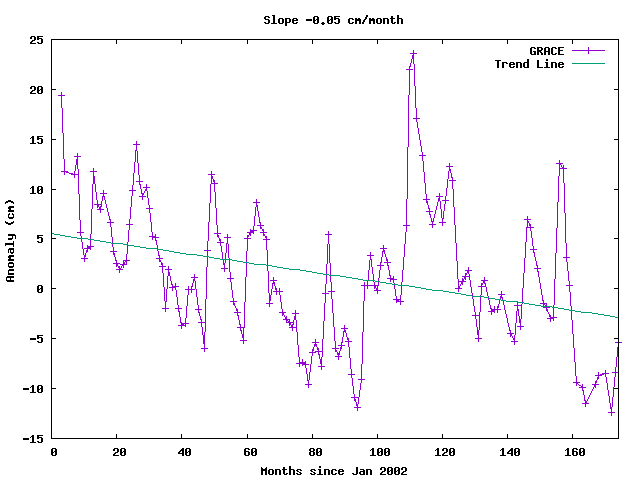 Slope -0.05 cm/month
GRACE
Trend Line
25
20
15
10
5
0
-5
-10
-15
Anomaly (cm)
0 20 40 60 80 100 120 140 160
Months since Jan 2002